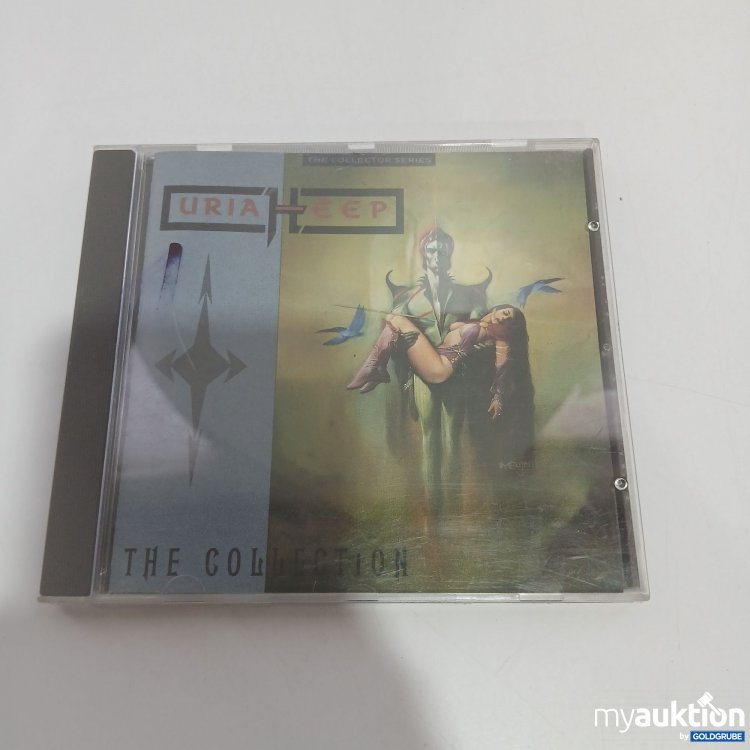 THE COLLECTOR SERIES
URIAH HEEP
THE COLLECTION
myauktion
by GOLDGRUBE